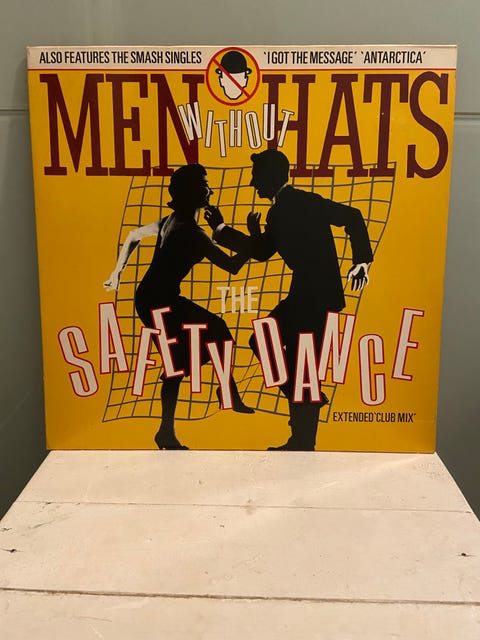 ALSO FEATURES THE SMASH SINGLES 'I GOT THE MESSAGE' 'ANTARCTICA'
MEN WITHOUT HATS
THE
SAFETY DANCE
EXTENDED 'CLUB MIX'